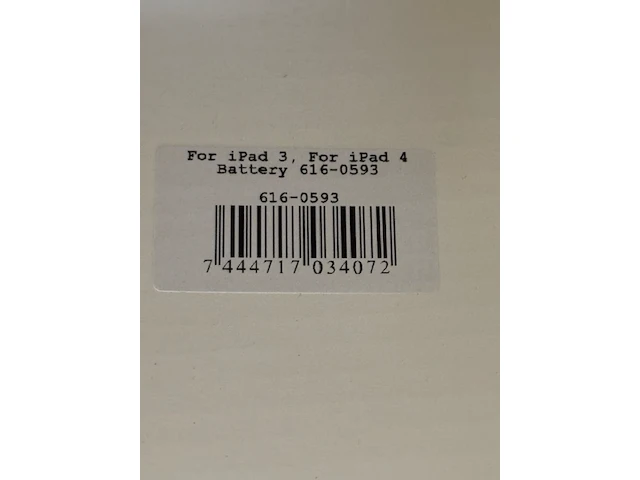 For iPad 3, For iPad 4
Battery 616-0593
616-0593
7 444717 034072